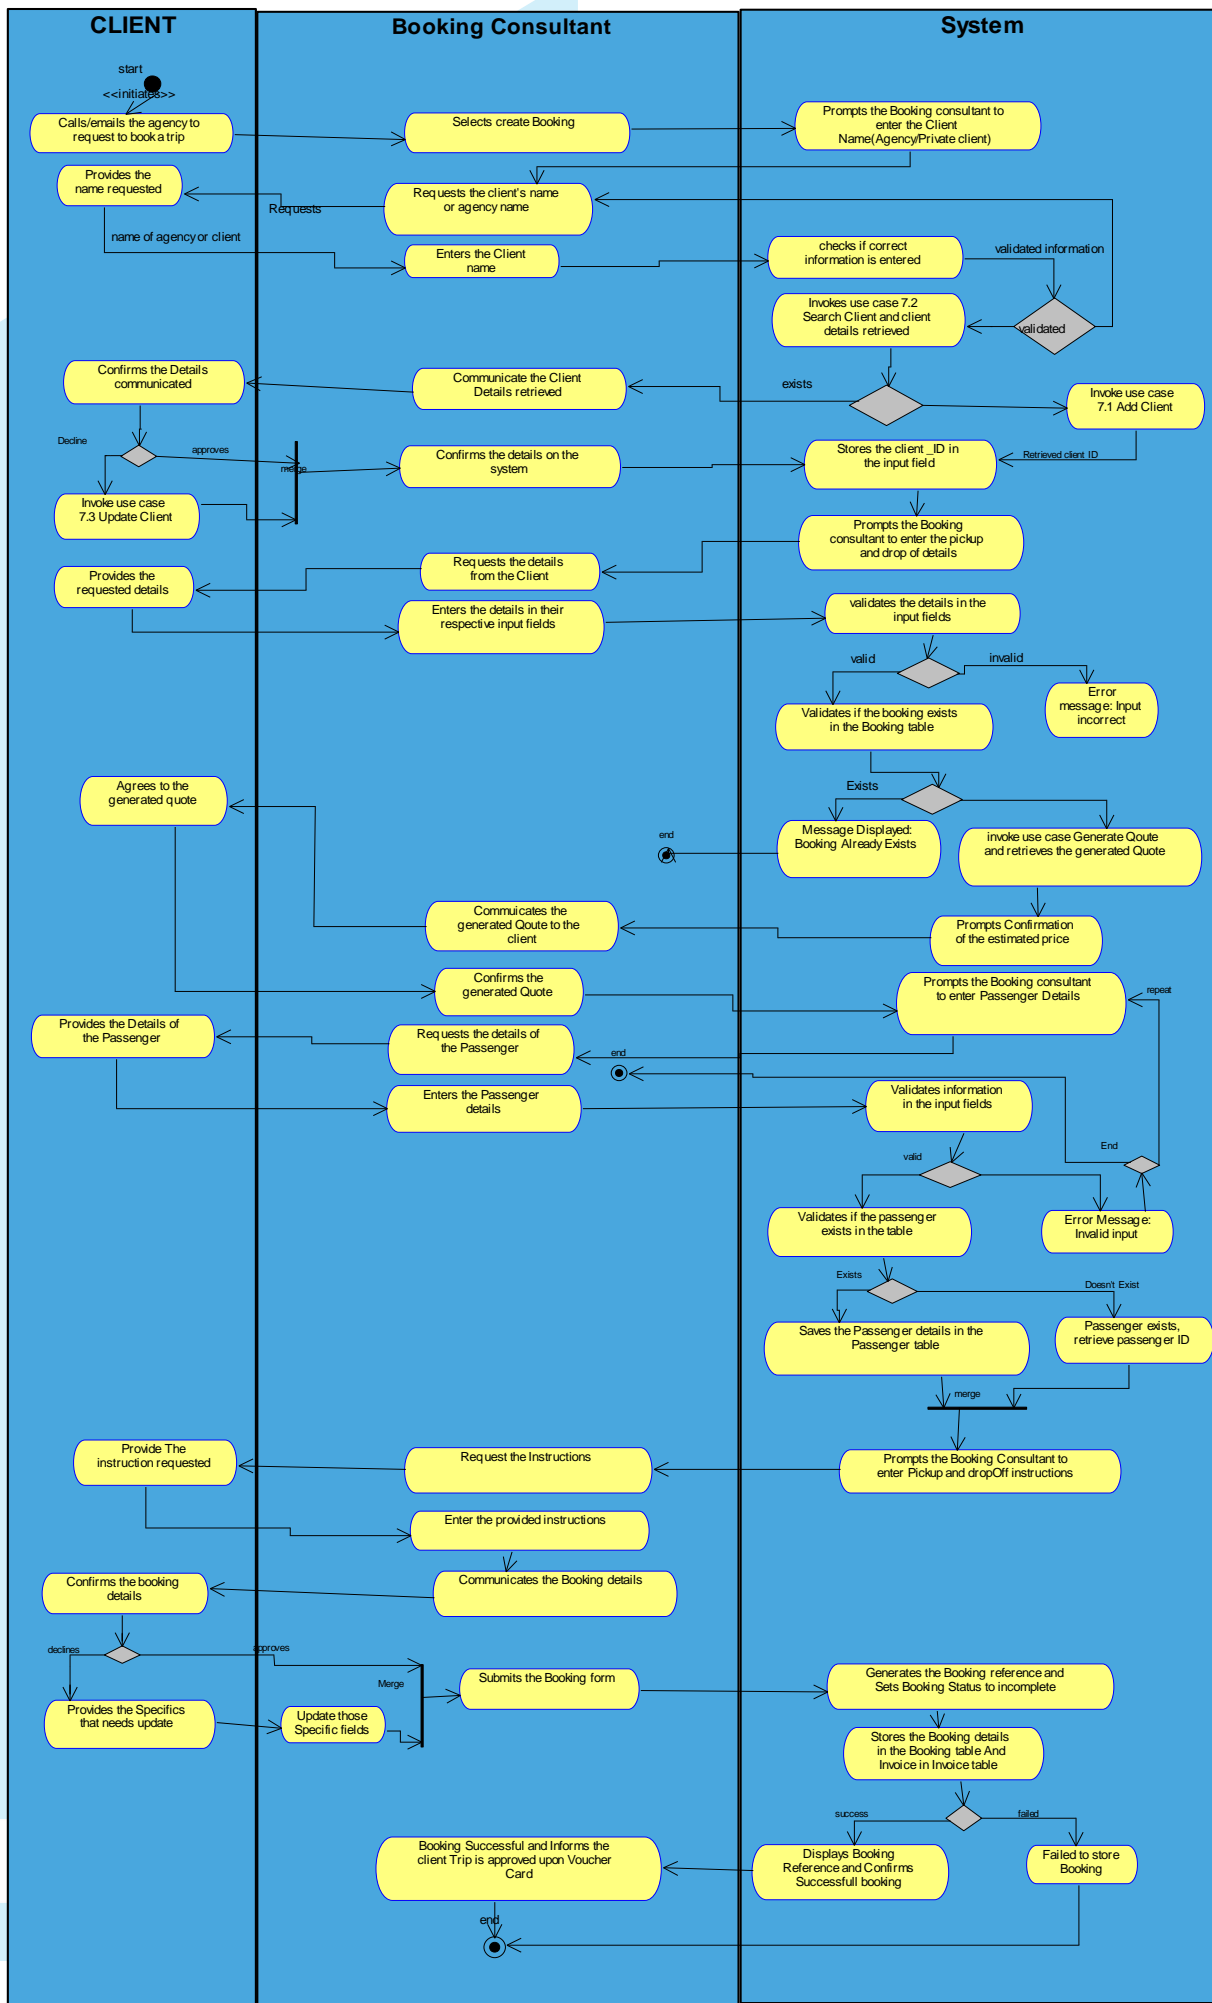 CLIENT
Booking Consultant
System
start
<<initiates>>
Calls/emails the agency to
request to book a trip
Selects create Booking
Prompts the Booking consultant to
enter the Client
Name(Agency/Private client)
Provides the
name requested
Requests
Requests the client's name
or agency name
name of agency or client
Enters the Client
name
checks if correct
information is entered
validated information
Invokes use case 7.2
Search Client and client
details retrieved
validated
Confirms the Details
communicated
Communicate the Client
Details retrieved
exists
Invoke use case
7.1 Add Client
Decline
approves
merge
Confirms the details on the
system
Stores the client _ID in
the input field
Retrieved client ID
Invoke use case
7.3 Update Client
Prompts the Booking
consultant to enter the pickup
and drop of details
Provides the
requested details
Requests the details
from the Client
Enters the details in their
respective input fields
validates the details in the
input fields
valid
invalid
Error
message: Input
incorrect
Validates if the booking exists
in the Booking table
Agrees to the
generated quote
Exists
end
Message Displayed:
Booking Already Exists
invoke use case Generate Qoute
and retrieves the generated Quote
Commuicates the
generated Qoute to the
client
Prompts Confirmation
of the estimated price
Confirms the
generated Quote
Prompts the Booking consultant
to enter Passenger Details
repeat
Provides the Details of
the Passenger
Requests the details of
the Passenger
end
Enters the Passenger
details
Validates information
in the input fields
valid
End
Validates if the passenger
exists in the table
Error Message:
Invalid input
Exists
Doesn't Exist
Saves the Passenger details in the
Passenger table
Passenger exists,
retrieve passenger ID
merge
Provide The
instruction requested
Request the Instructions
Prompts the Booking Consultant to
enter Pickup and dropOff instructions
Enter the provided instructions
Confirms the booking
details
Communicates the Booking details
declines
approves
Merge
Submits the Booking form
Generates the Booking reference and
Sets Booking Status to incomplete
Provides the Specifics
that needs update
Update those
Specific fields
Stores the Booking details
in the Booking table And
Invoice in Invoice table
success
failed
Booking Successful and Informs the
client Trip is approved upon Voucher
Card
Displays Booking
Reference and Confirms
Successfull booking
Failed to store
Booking
end